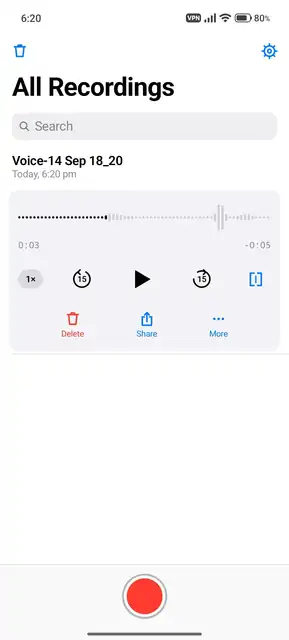 6:20
VPN
80%
All Recordings
Search
Voice-14 Sep 18_20
Today, 6:20 pm
0:03
-0:05
1×
15
15
Delete
Share
More